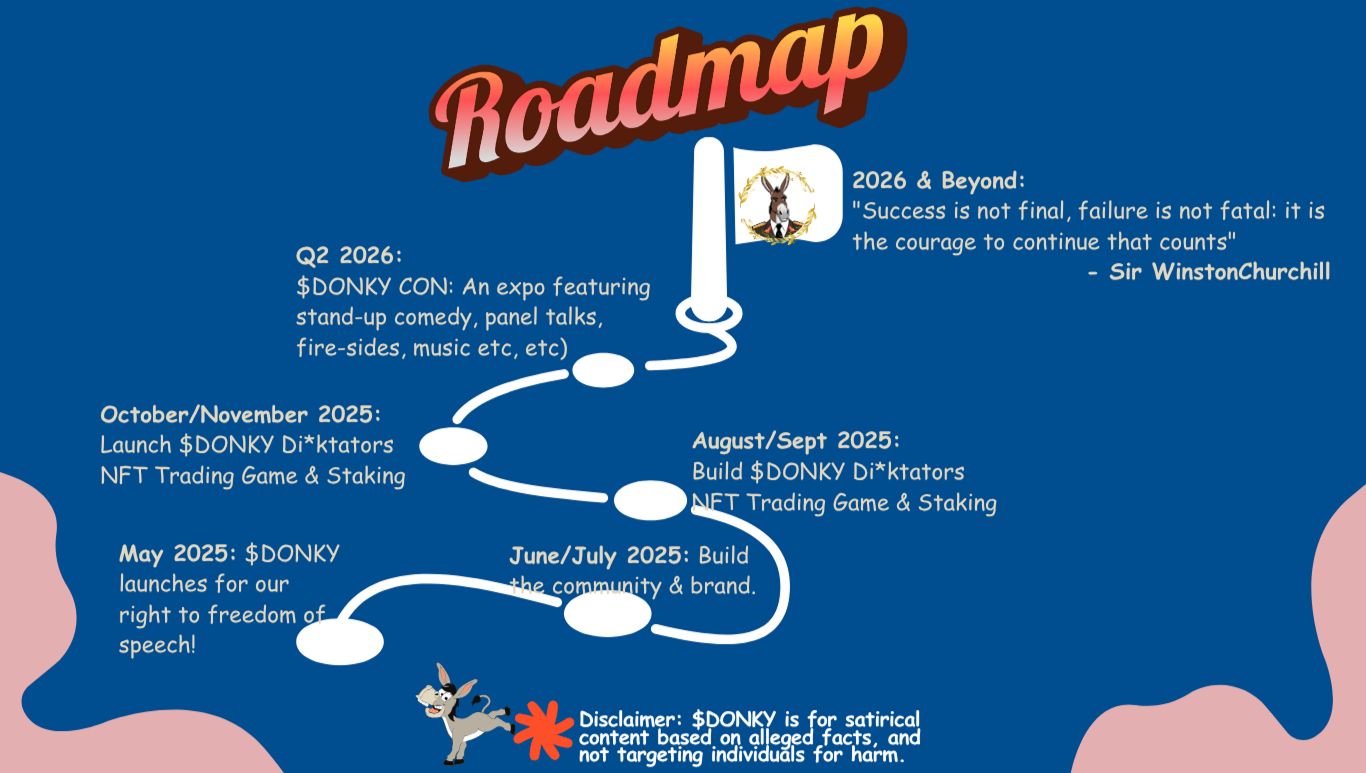 Roadmap
2026 & Beyond:
"Success is not final, failure is not fatal: it is
the courage to continue that counts"
- Sir WinstonChurchill
Q2 2026:
$DONKY CON: An expo featuring
stand-up comedy, panel talks,
fire-sides, music etc, etc)
October/November 2025:
Launch $DONKY Di*ktators
NFT Trading Game & Staking
August/Sept 2025:
Build $DONKY Di*ktators
NFT Trading Game & Staking
May 2025: $DONKY
launches for our
right to freedom of
speech!
June/July 2025: Build
the community & brand.
Disclaimer: $DONKY is for satirical
content based on alleged facts, and
not targeting individuals for harm.